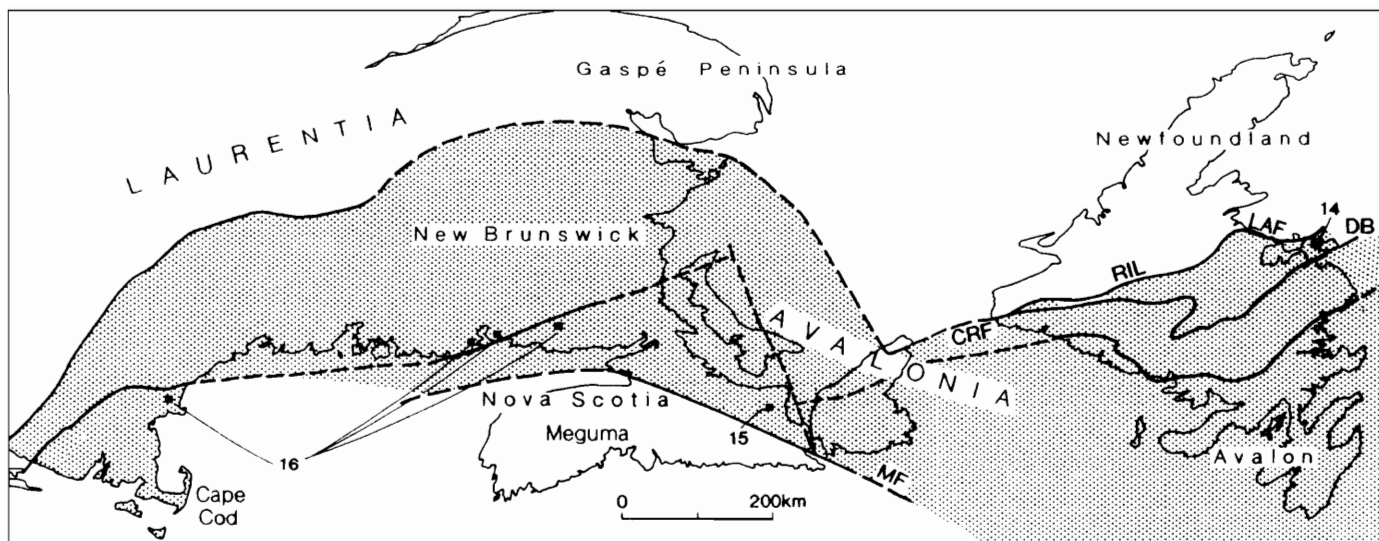 Gaspé Peninsula
LAURENTIA
Newfoundland
14
LAF
DB
New Brunswick
RIL
AVALONIA
CRF
Nova Scotia
Meguma
15
16
Avalon
MF
Cape
Cod
0 200km